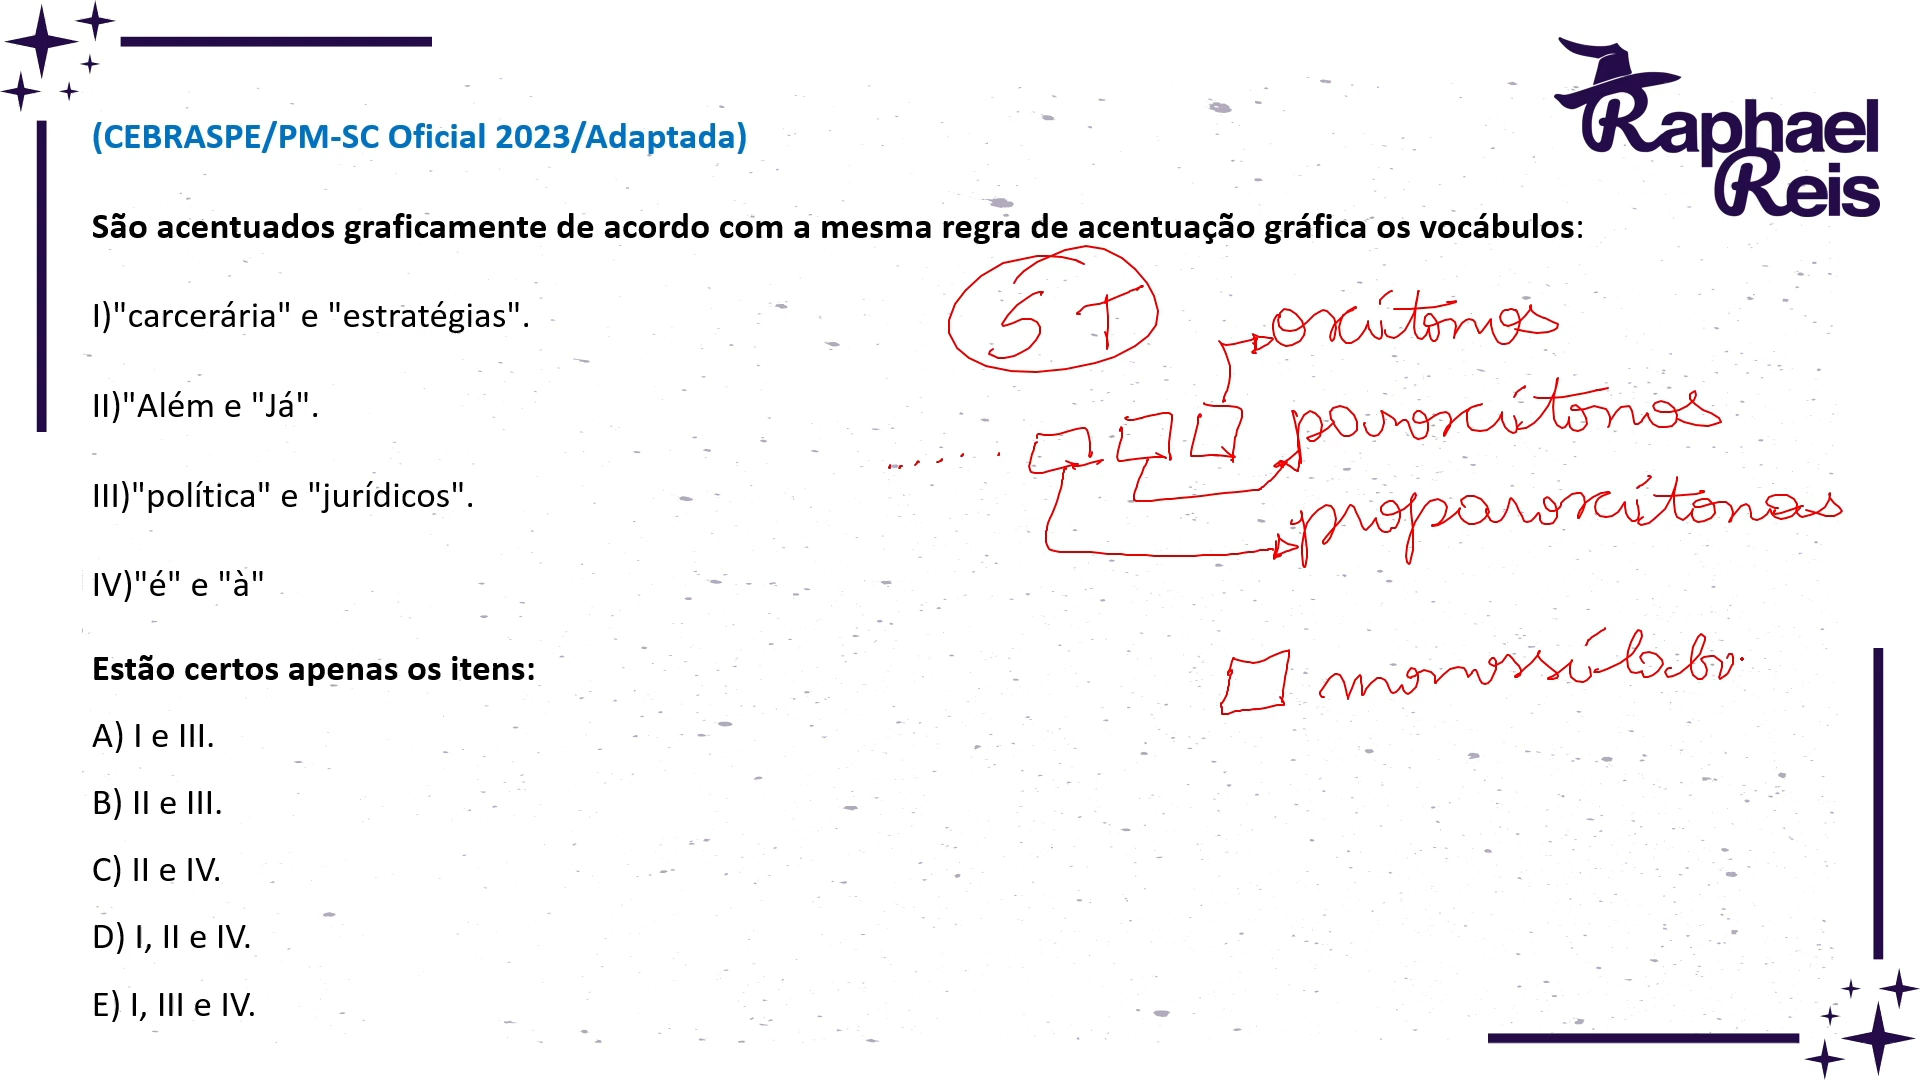 Raphael
Reis
(CEBRASPE/PM-SC Oficial 2023/Adaptada)
São acentuados graficamente de acordo com a mesma regra de acentuação gráfica os vocábulos:
I)"carcerária" e "estratégias".
ST
oxítonas
II)"Além e "Já".
paroxítonas
III)"política" e "jurídicos".
proparoxítonas
IV)"é" e "à"
Estão certos apenas os itens:
monossílabo.
A) I e III.
B) II e III.
C) II e IV.
D) I, II e IV.
E) I, III e IV.